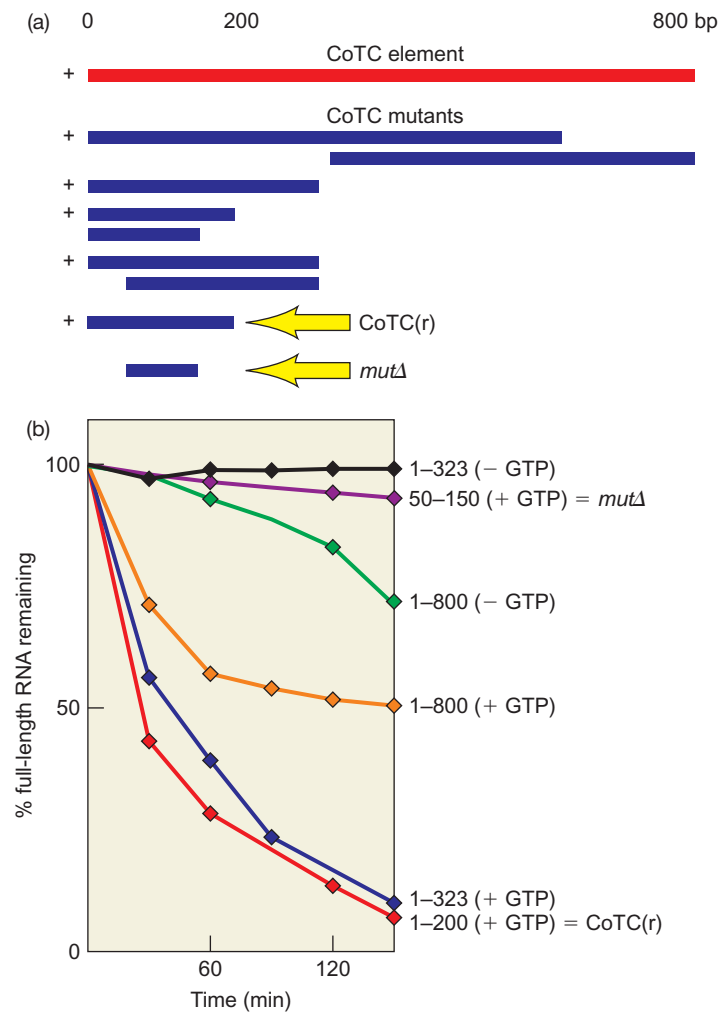 (a) 0 200 800 bp
CoTC element
+
CoTC mutants
+
+
+
+
+ CoTC(r)
mutΔ
(b)
100
50
0
% full-length RNA remaining
60 120
Time (min)
1–323 (− GTP)
50–150 (+ GTP) = mutΔ
1–800 (− GTP)
1–800 (+ GTP)
1–323 (+ GTP)
1–200 (+ GTP) = CoTC(r)